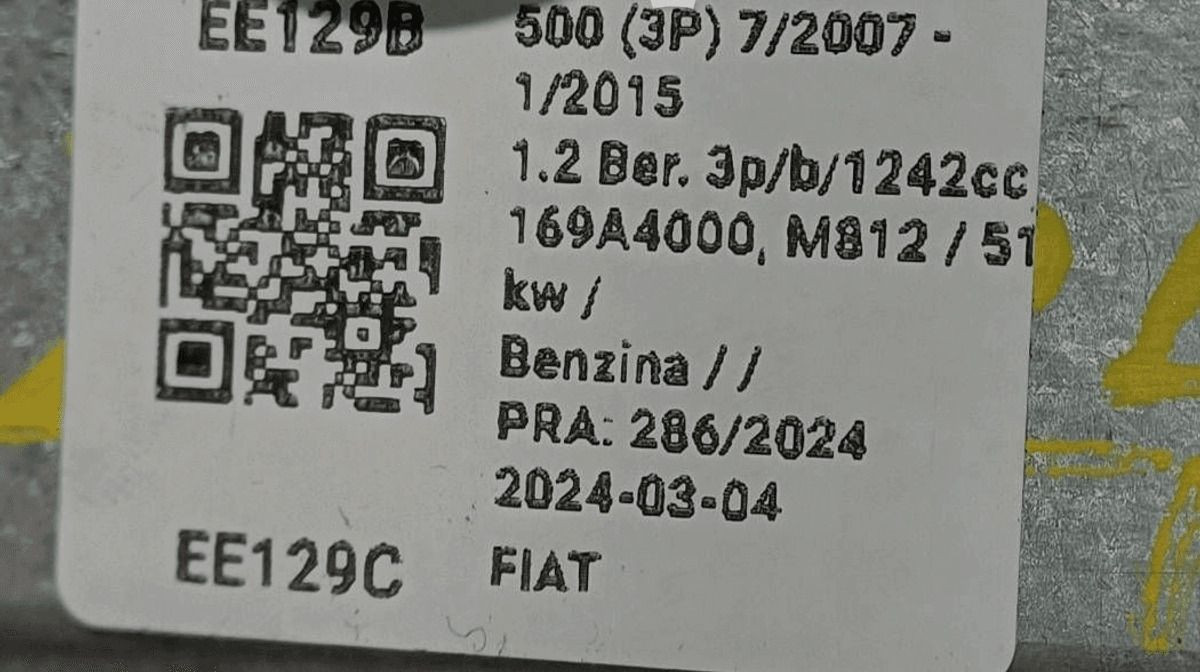 EE129B
500 (3P) 7/2007 -
1/2015
1.2 Ber. 3p/b/1242cc
169A4000, M812 / 51
kw /
Benzina / /
PRA: 286/2024
2024-03-04
EE129C
FIAT